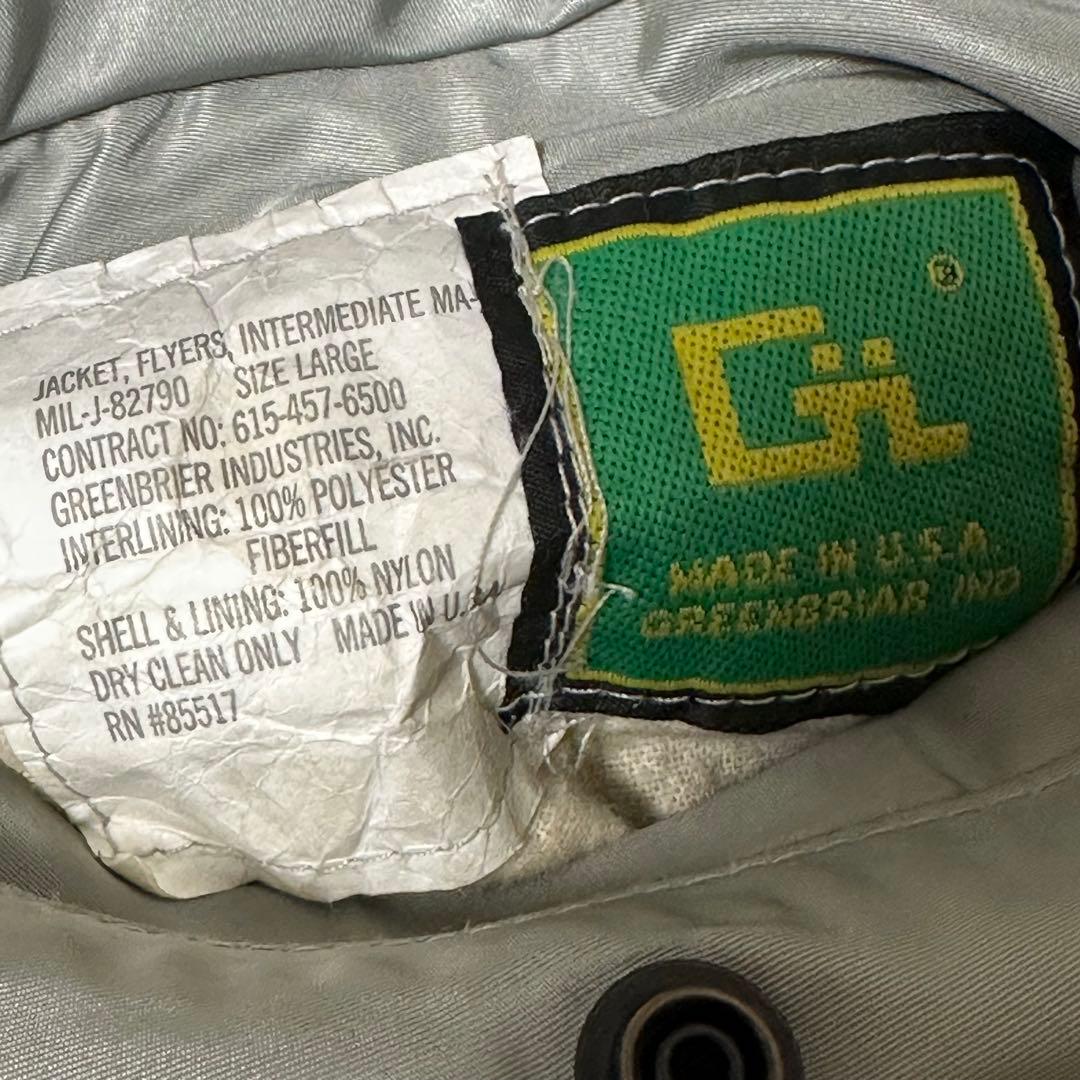 JACKET, FLYERS, INTERMEDIATE MA-
MIL-J-82790 SIZE LARGE
CONTRACT NO: 615-457-6500
GREENBRIER INDUSTRIES, INC.
INTERLINING: 100% POLYESTER
FIBERFILL
SHELL & LINING: 100% NYLON
DRY CLEAN ONLY MADE IN U.S.A.
RN #85517
®
Gii
MADE IN U.S.A.
GREENBRIAR IND